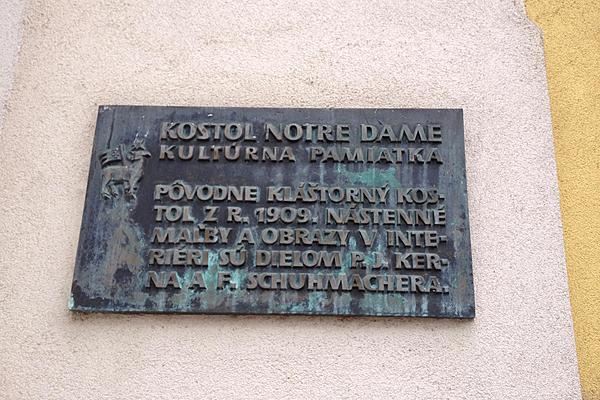 KOSTOL NOTRE DAME
KULTÚRNA PAMIATKA
PÔVODNE KLÁŠTORNÝ KOS-
TOL Z R. 1909. NÁSTENNÉ
MAĽBY A OBRAZY V INTE-
RIÉRI SÚ DIELOM P. J. KER-
NA A F. SCHUHMACHERA.